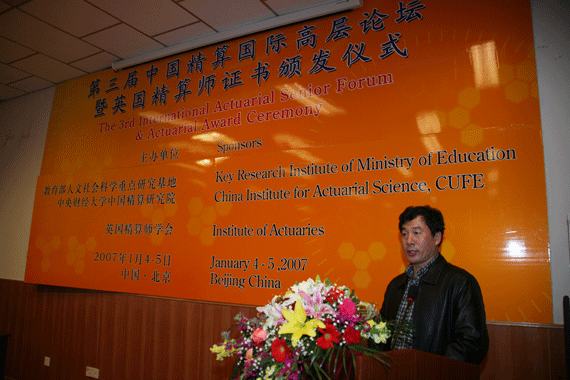 第三届中国精算国际高层论坛
暨英国精算师证书颁发仪式
The 3rd International Actuarial Senior Forum
& Actuarial Award Ceremony
主办单位 Sponsors
教育部人文社会科学重点研究基地 Key Research Institute of Ministry of Education
中央财经大学中国精算研究院 China Institute for Actuarial Science, CUFE
英国精算师学会 Institute of Actuaries
2007年1月4-5日 January 4-5 ,2007
中国·北京 Beijing China